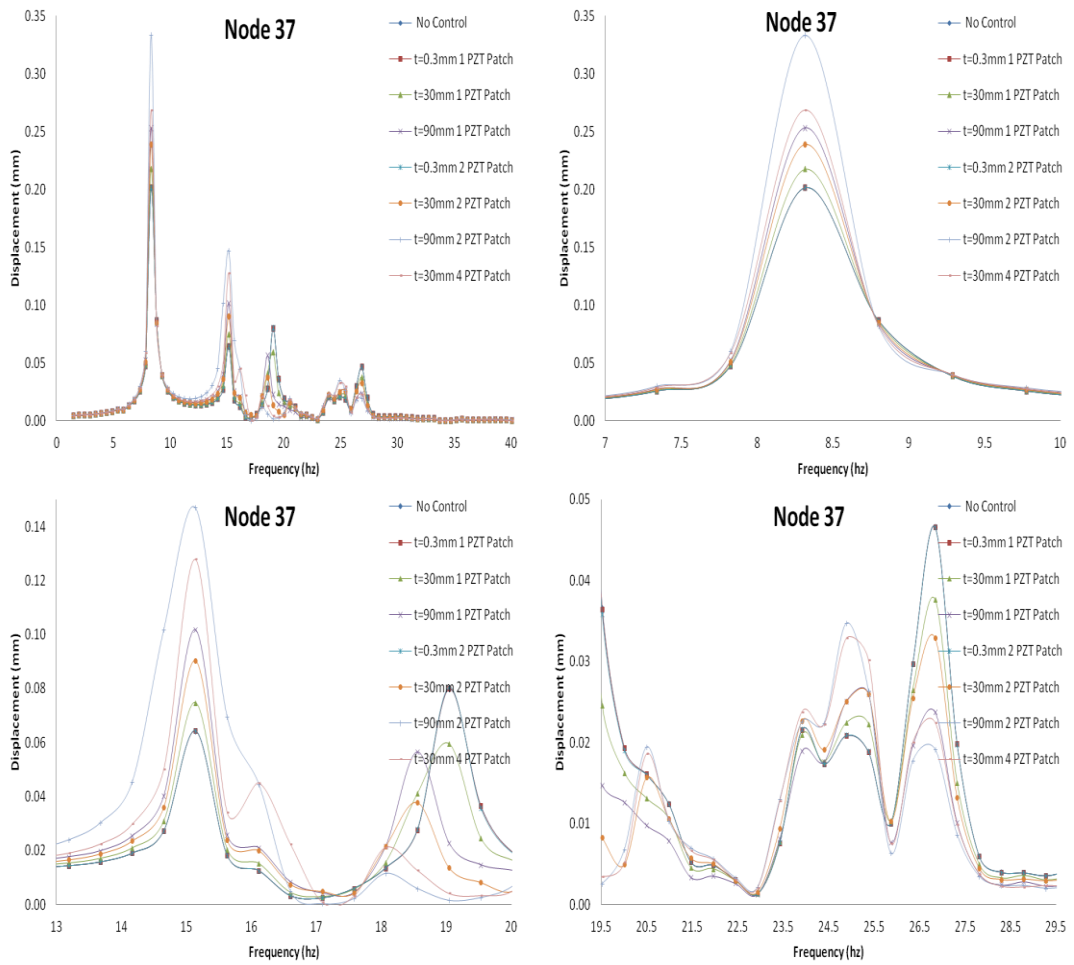 Node 37
Displacement (mm)
0.35
0.30
0.25
0.20
0.15
0.10
0.05
0.00
0 5 10 15 20 25 30 35 40
Frequency (hz)
No Control
t=0.3mm 1 PZT Patch
t=30mm 1 PZT Patch
t=90mm 1 PZT Patch
t=0.3mm 2 PZT Patch
t=30mm 2 PZT Patch
t=90mm 2 PZT Patch
t=30mm 4 PZT Patch
Node 37
Displacement (mm)
0.35
0.30
0.25
0.20
0.15
0.10
0.05
0.00
7 7.5 8 8.5 9 9.5 10
Frequency (hz)
No Control
t=0.3mm 1 PZT Patch
t=30mm 1 PZT Patch
t=90mm 1 PZT Patch
t=0.3mm 2 PZT Patch
t=30mm 2 PZT Patch
t=90mm 2 PZT Patch
t=30mm 4 PZT Patch
Node 37
Displacement (mm)
0.14
0.12
0.10
0.08
0.06
0.04
0.02
0.00
13 14 15 16 17 18 19 20
Frequency (hz)
No Control
t=0.3mm 1 PZT Patch
t=30mm 1 PZT Patch
t=90mm 1 PZT Patch
t=0.3mm 2 PZT Patch
t=30mm 2 PZT Patch
t=90mm 2 PZT Patch
t=30mm 4 PZT Patch
Node 37
Displacement (mm)
0.05
0.04
0.03
0.02
0.01
0.00
19.5 20.5 21.5 22.5 23.5 24.5 25.5 26.5 27.5 28.5 29.5
Frequency (hz)
No Control
t=0.3mm 1 PZT Patch
t=30mm 1 PZT Patch
t=90mm 1 PZT Patch
t=0.3mm 2 PZT Patch
t=30mm 2 PZT Patch
t=90mm 2 PZT Patch
t=30mm 4 PZT Patch